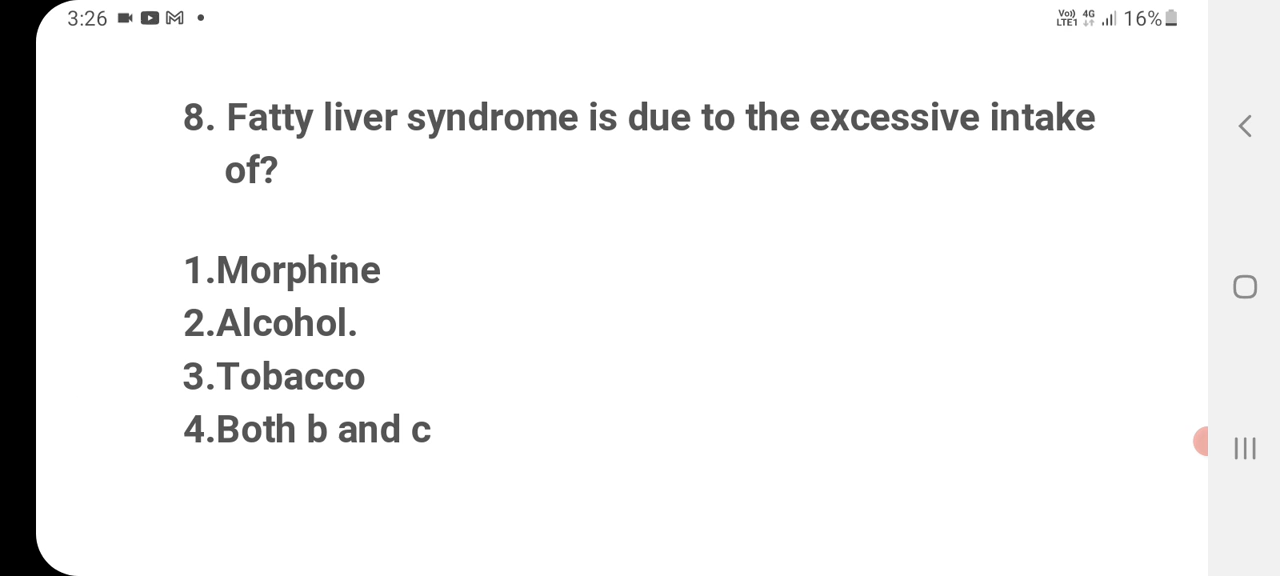 3:26
Vo)) 4G
LTE1 16%
8. Fatty liver syndrome is due to the excessive intake
of?
1.Morphine
2.Alcohol.
3.Tobacco
4.Both b and c